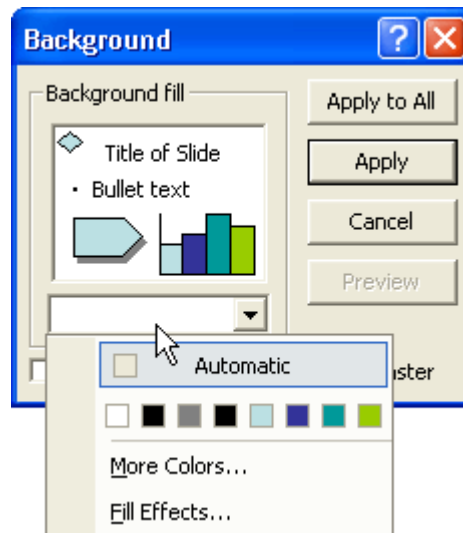 Background
Background fill
Title of Slide
• Bullet text
Apply to All
Apply
Cancel
Preview
Automatic
More Colors...
Fill Effects...